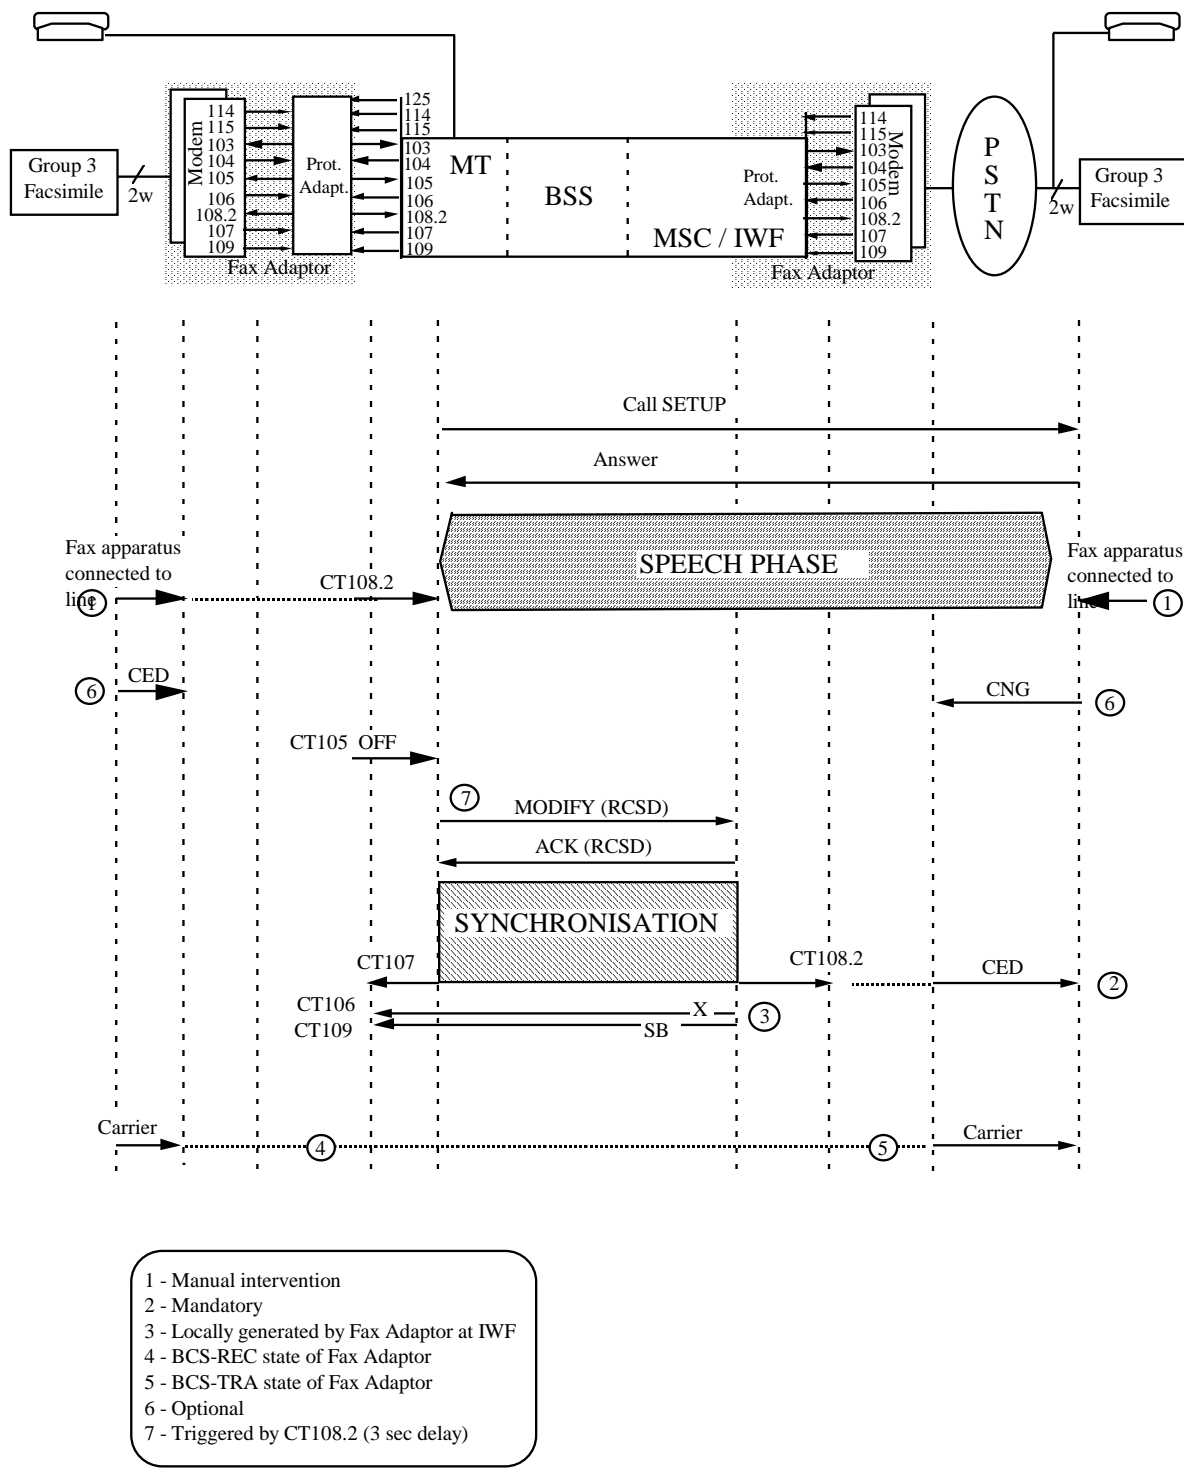 125
114
115
103
104
105
106
108.2
107
109
Modem
114
115
103
104
105
106
108.2
107
109
Group 3
Facsimile
2w
Prot.
Adapt.
Fax Adaptor
MT
BSS
MSC / IWF
Prot.
Adapt.
114
115
103
104
105
106
108.2
107
109
Modem
Fax Adaptor
P
S
T
N
2w
Group 3
Facsimile
Call SETUP
Answer
SPEECH PHASE
Fax apparatus
connected to
line
1
CT108.2
Fax apparatus
connected to
line
1
6
CED
CNG
6
CT105 OFF
7
MODIFY (RCSD)
ACK (RCSD)
SYNCHRONISATION
CT107
CT108.2
CED
2
CT106
X
3
CT109
SB
Carrier
4
5
Carrier
1 - Manual intervention
2 - Mandatory
3 - Locally generated by Fax Adaptor at IWF
4 - BCS-REC state of Fax Adaptor
5 - BCS-TRA state of Fax Adaptor
6 - Optional
7 - Triggered by CT108.2 (3 sec delay)